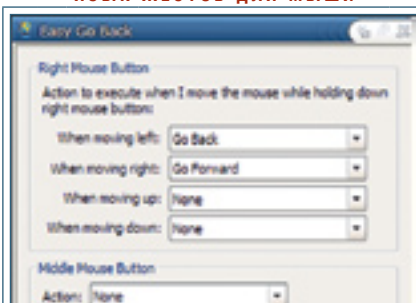 Easy Go Back
Right Mouse Button
Action to execute when I move the mouse while holding down
right mouse button:
When moving left: Go Back
When moving right: Go Forward
When moving up: None
When moving down: None
Middle Mouse Button
Action: None